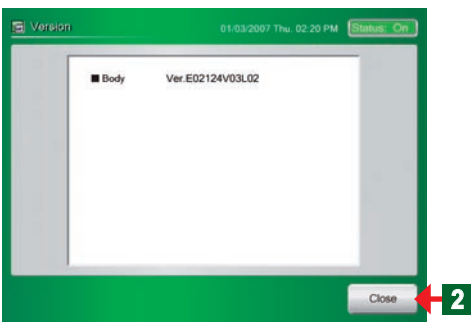 Version 01/03/2007 Thu. 02:20 PM Status: On
■ Body Ver.E02124V03L02
Close 2